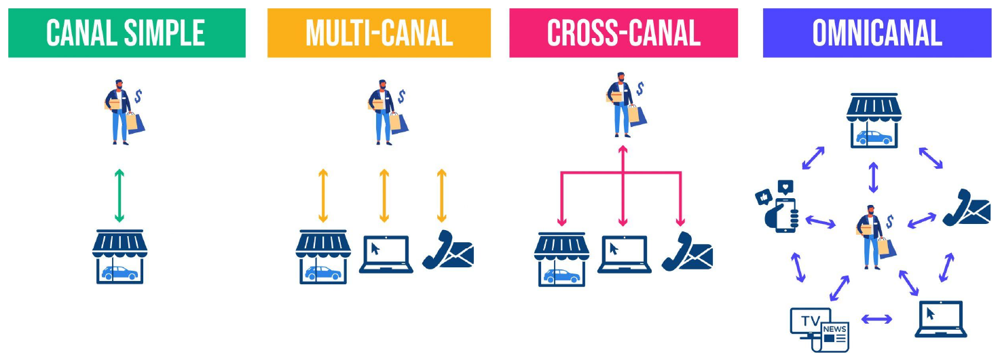 CANAL SIMPLE
MULTI-CANAL
CROSS-CANAL
OMNICANAL
$
$
$
$
TV
NEWS